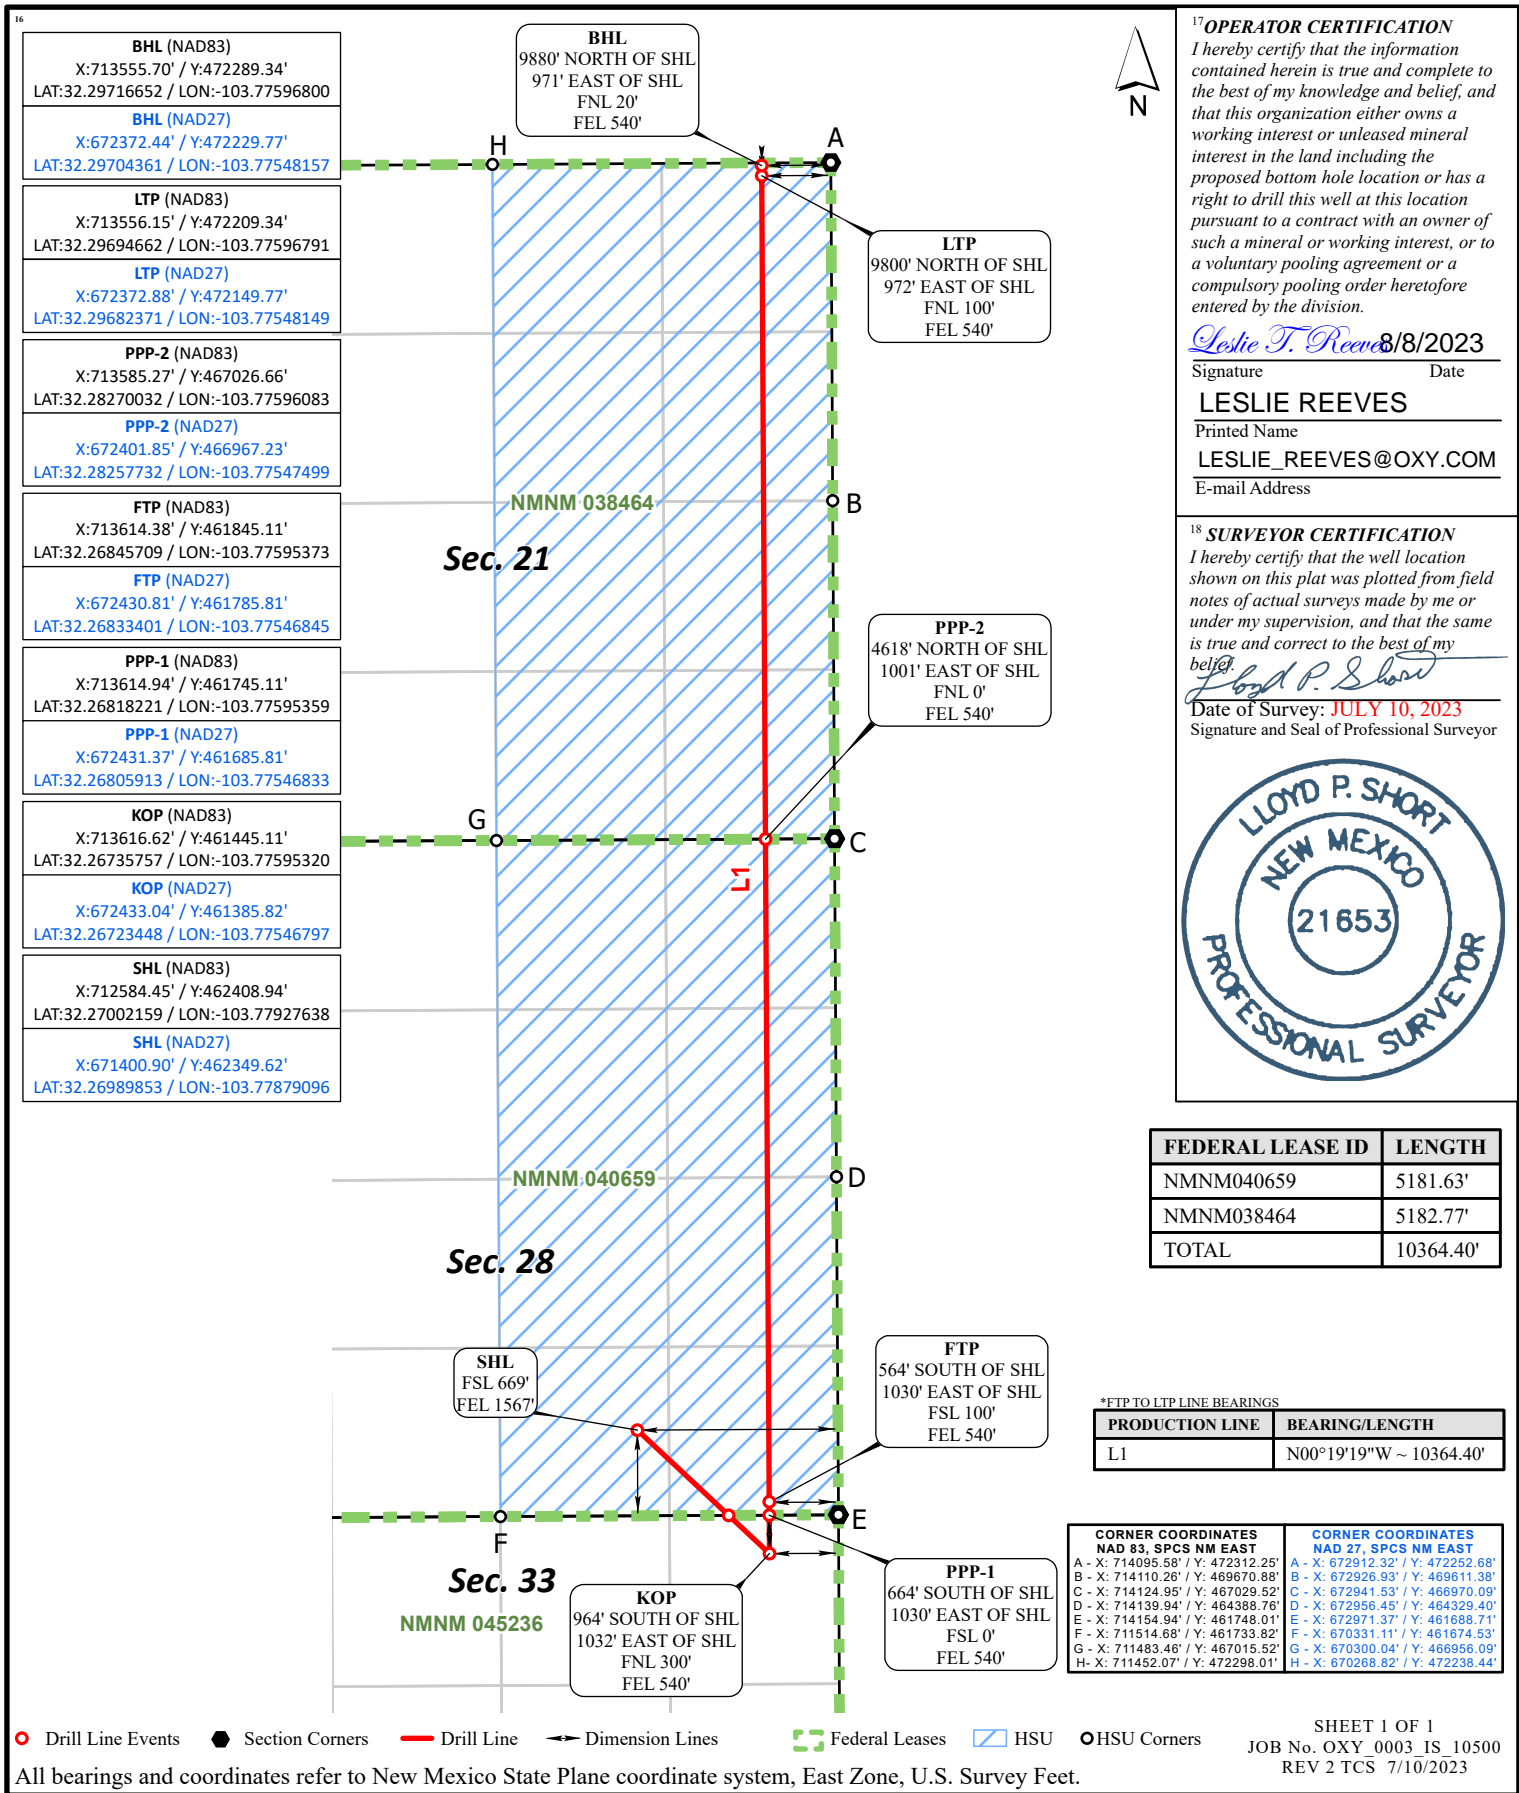 16
BHL (NAD83)
X:713555.70' / Y:472289.34'
LAT:32.29716652 / LON:-103.77596800
BHL (NAD27)
X:672372.44' / Y:472229.77'
LAT:32.29704361 / LON:-103.77548157
LTP (NAD83)
X:713556.15' / Y:472209.34'
LAT:32.29694662 / LON:-103.77596791
LTP (NAD27)
X:672372.88' / Y:472149.77'
LAT:32.29682371 / LON:-103.77548149
PPP-2 (NAD83)
X:713585.27' / Y:467026.66'
LAT:32.28270032 / LON:-103.77596083
PPP-2 (NAD27)
X:672401.85' / Y:466967.23'
LAT:32.28257732 / LON:-103.77547499
FTP (NAD83)
X:713614.38' / Y:461845.11'
LAT:32.26845709 / LON:-103.77595373
FTP (NAD27)
X:672430.81' / Y:461785.81'
LAT:32.26833401 / LON:-103.77546845
PPP-1 (NAD83)
X:713614.94' / Y:461745.11'
LAT:32.26818221 / LON:-103.77595359
PPP-1 (NAD27)
X:672431.37' / Y:461685.81'
LAT:32.26805913 / LON:-103.77546833
KOP (NAD83)
X:713616.62' / Y:461445.11'
LAT:32.26735757 / LON:-103.77595320
KOP (NAD27)
X:672433.04' / Y:461385.82'
LAT:32.26723448 / LON:-103.77546797
SHL (NAD83)
X:712584.45' / Y:462408.94'
LAT:32.27002159 / LON:-103.77927638
SHL (NAD27)
X:671400.90' / Y:462349.62'
LAT:32.26989853 / LON:-103.77879096
BHL
9880' NORTH OF SHL
971' EAST OF SHL
FNL 20'
FEL 540'
N
H
A
LTP
9800' NORTH OF SHL
972' EAST OF SHL
FNL 100'
FEL 540'
NMNM 038464
B
Sec. 21
PPP-2
4618' NORTH OF SHL
1001' EAST OF SHL
FNL 0'
FEL 540'
G
C
L1
NMNM 040659
D
Sec. 28
SHL
FSL 669'
FEL 1567'
FTP
564' SOUTH OF SHL
1030' EAST OF SHL
FSL 100'
FEL 540'
F
E
Sec. 33
NMNM 045236
KOP
964' SOUTH OF SHL
1032' EAST OF SHL
FNL 300'
FEL 540'
PPP-1
664' SOUTH OF SHL
1030' EAST OF SHL
FSL 0'
FEL 540'
17 OPERATOR CERTIFICATION
I hereby certify that the information
contained herein is true and complete to
the best of my knowledge and belief, and
that this organization either owns a
working interest or unleased mineral
interest in the land including the
proposed bottom hole location or has a
right to drill this well at this location
pursuant to a contract with an owner of
such a mineral or working interest, or to
a voluntary pooling agreement or a
compulsory pooling order heretofore
entered by the division.
Leslie T. Reeves 8/8/2023
Signature Date
LESLIE REEVES
Printed Name
LESLIE_REEVES@OXY.COM
E-mail Address
18 SURVEYOR CERTIFICATION
I hereby certify that the well location
shown on this plat was plotted from field
notes of actual surveys made by me or
under my supervision, and that the same
is true and correct to the best of my
belief.
Lloyd P. Short
Date of Survey: JULY 10, 2023
Signature and Seal of Professional Surveyor
LLOYD P. SHORT
NEW MEXICO
21653
PROFESSIONAL SURVEYOR
FEDERAL LEASE ID LENGTH
NMNM040659 5181.63'
NMNM038464 5182.77'
TOTAL 10364.40'
*FTP TO LTP LINE BEARINGS
PRODUCTION LINE BEARING/LENGTH
L1 N00°19'19"W ~ 10364.40'
CORNER COORDINATES
NAD 83, SPCS NM EAST
A - X: 714095.58' / Y: 472312.25'
B - X: 714110.26' / Y: 469670.88'
C - X: 714124.95' / Y: 467029.52'
D - X: 714139.94' / Y: 464388.76'
E - X: 714154.94' / Y: 461748.01'
F - X: 711514.68' / Y: 461733.82'
G - X: 711483.46' / Y: 467015.52'
H- X: 711452.07' / Y: 472298.01'
CORNER COORDINATES
NAD 27, SPCS NM EAST
A - X: 672912.32' / Y: 472252.68'
B - X: 672926.93' / Y: 469611.38'
C - X: 672941.53' / Y: 466970.09'
D - X: 672956.45' / Y: 464329.40'
E - X: 672971.37' / Y: 461688.71'
F - X: 670331.11' / Y: 461674.53'
G - X: 670300.04' / Y: 466956.09'
H - X: 670268.82' / Y: 472238.44'
Drill Line Events Section Corners Drill Line Dimension Lines Federal Leases HSU HSU Corners
All bearings and coordinates refer to New Mexico State Plane coordinate system, East Zone, U.S. Survey Feet.
SHEET 1 OF 1
JOB No. OXY_0003_IS_10500
REV 2 TCS 7/10/2023